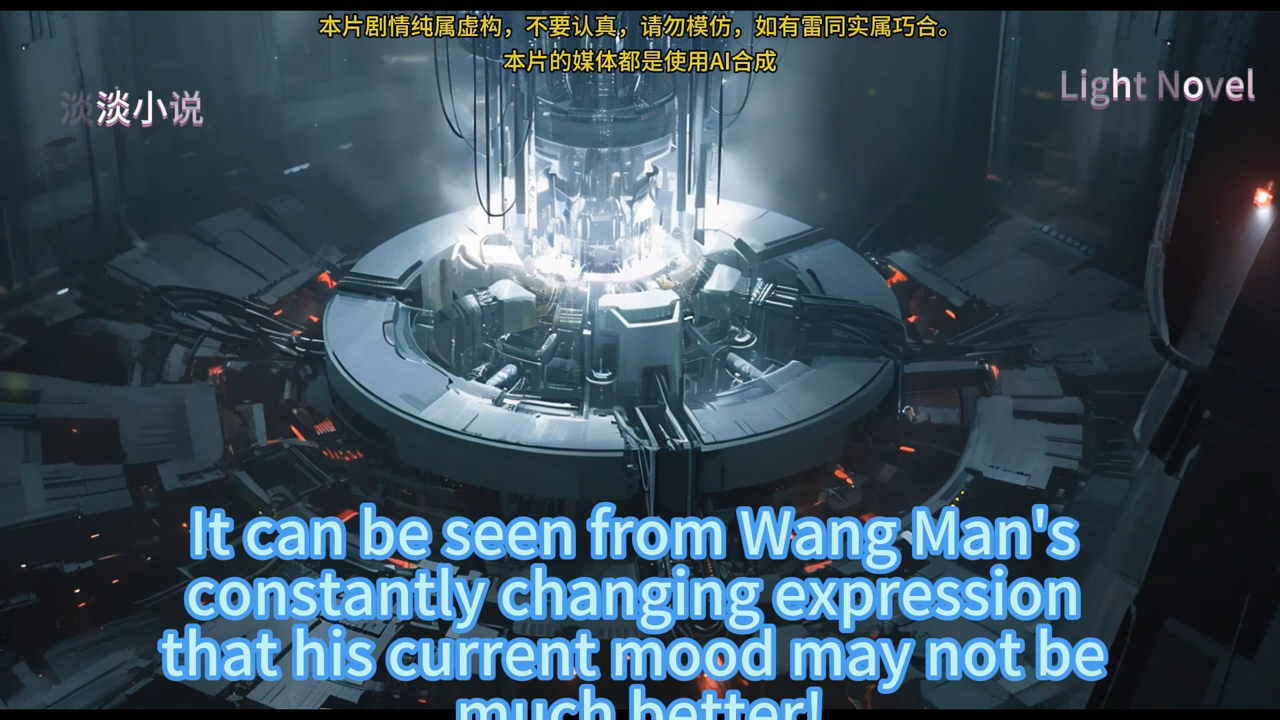 本片剧情纯属虚构，不要认真，请勿模仿，如有雷同实属巧合。
本片的媒体都是使用AI合成
淡淡小说
Light Novel
It can be seen from Wang Man's
constantly changing expression
that his current mood may not be
much better!